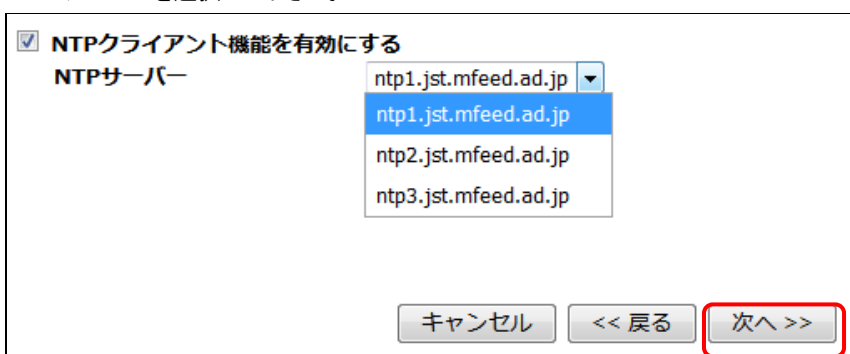 NTPクライアント機能を有効にする
NTPサーバー ntp1.jst.mfeed.ad.jp
ntp1.jst.mfeed.ad.jp
ntp2.jst.mfeed.ad.jp
ntp3.jst.mfeed.ad.jp
キャンセル << 戻る 次へ >>